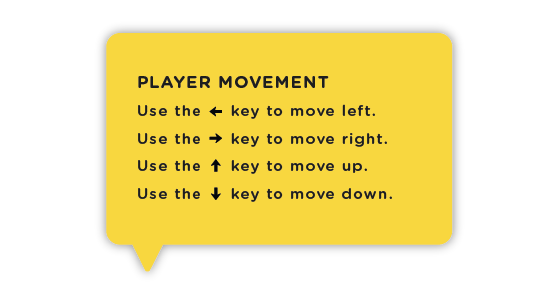 PLAYER MOVEMENT
Use the ← key to move left.
Use the → key to move right.
Use the ↑ key to move up.
Use the ↓ key to move down.